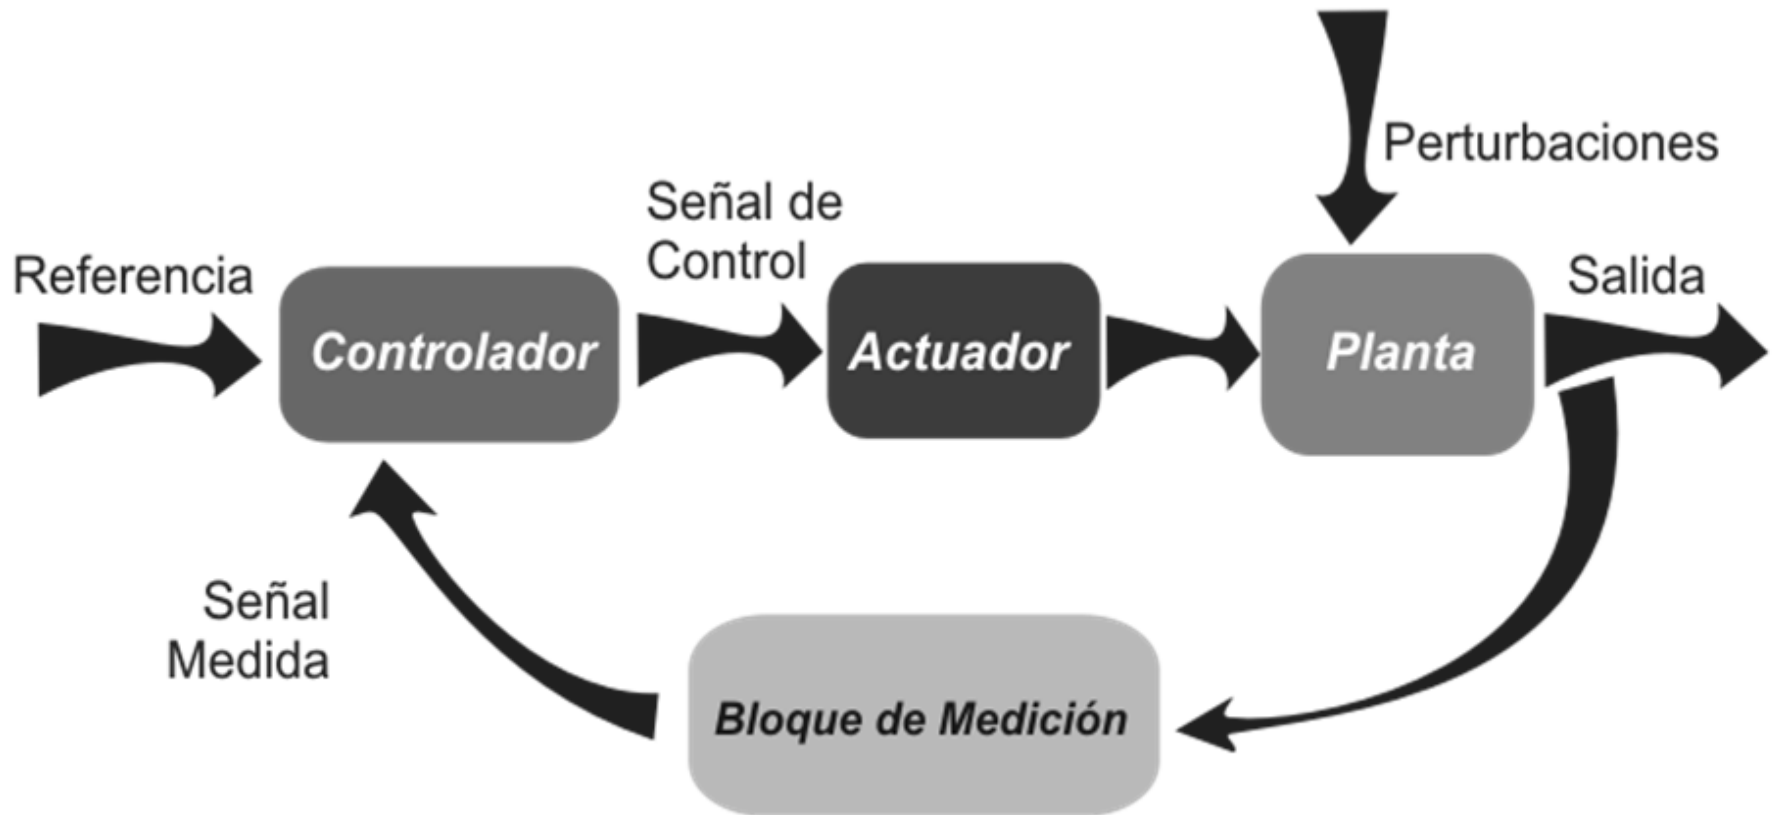 Perturbaciones
Señal de
Control
Referencia
Salida
Controlador
Actuador
Planta
Señal
Medida
Bloque de Medición